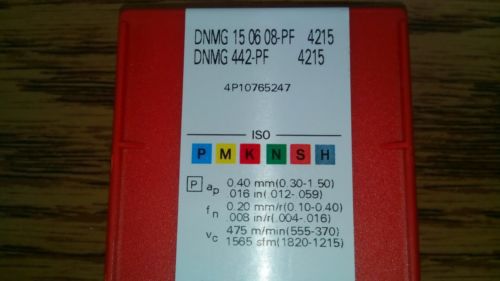 DNMG 15 06 08-PF 4215
DNMG 442-PF 4215
4P10765247
ISO
P M K N S H
P ap 0.40 mm(0.30-1.50)
.016 in(.012-.059)
fn 0.20 mm/r(0.10-0.40)
.008 in/r(.004-.016)
vc 475 m/min(555-370)
1565 sfm(1820-1215)